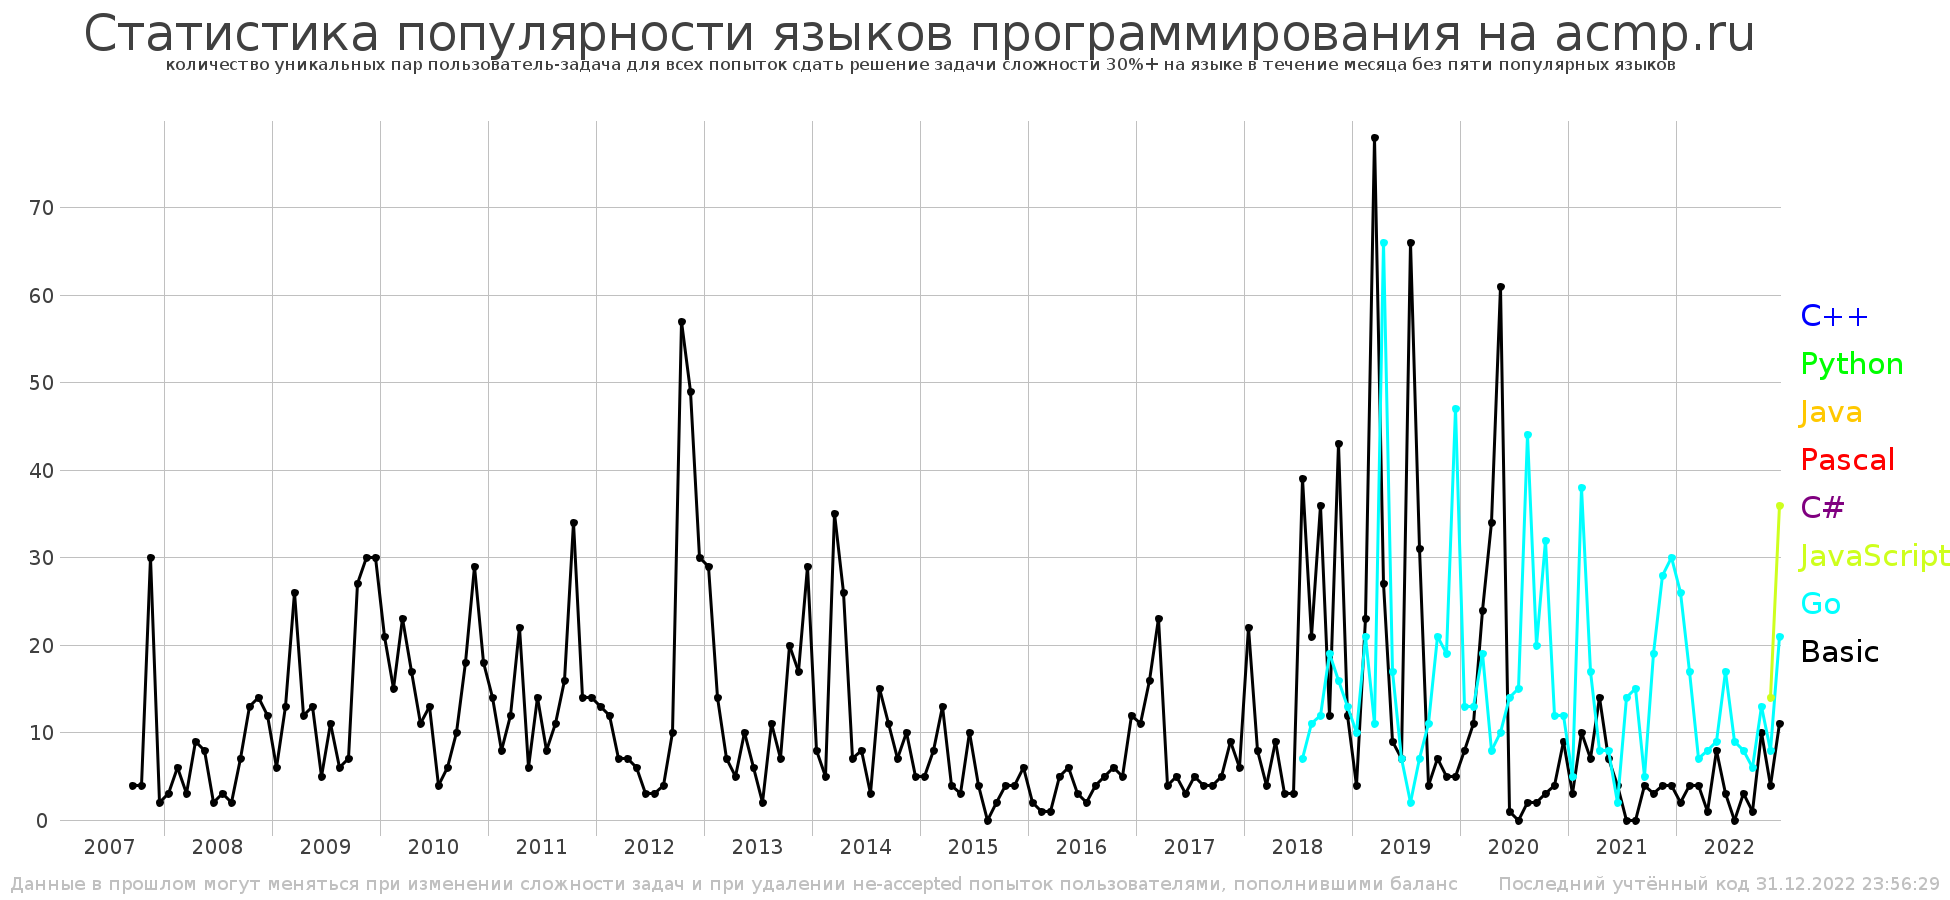 Статистика популярности языков программирования на acmp.ru
количество уникальных пар пользователь-задача для всех попыток сдать решение задачи сложности 30%+ на языке в течение месяца без пяти популярных языков
70
60
50
40
30
20
10
0
C++
Python
Java
Pascal
C#
JavaScript
Go
Basic
2007 2008 2009 2010 2011 2012 2013 2014 2015 2016 2017 2018 2019 2020 2021 2022
Данные в прошлом могут меняться при изменении сложности задач и при удалении не-accepted попыток пользователями, пополнившими баланс Последний учтённый код 31.12.2022 23:56:29